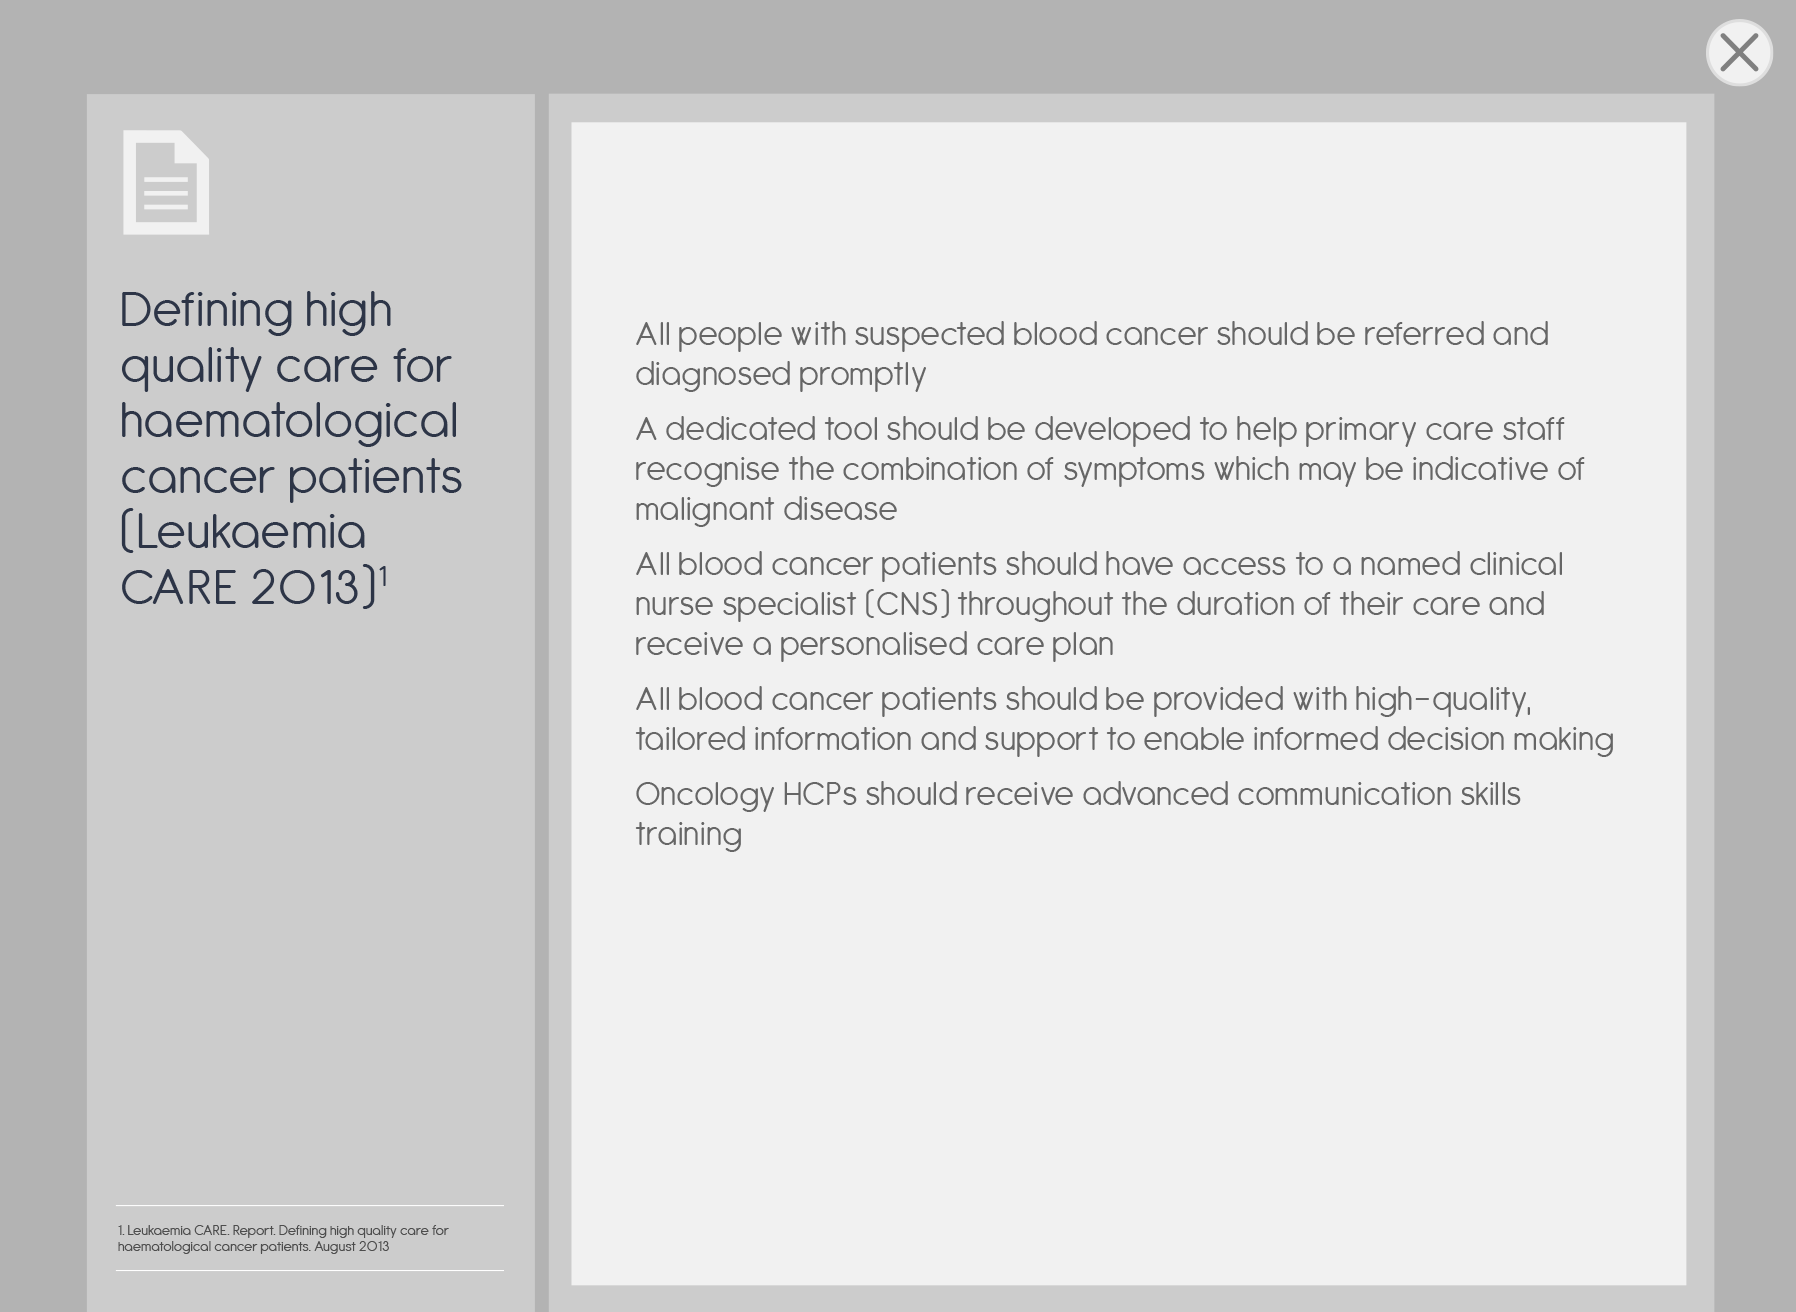 Defining high
quality care for
haematological
cancer patients
(Leukaemia
CARE 2013)¹
All people with suspected blood cancer should be referred and
diagnosed promptly
A dedicated tool should be developed to help primary care staff
recognise the combination of symptoms which may be indicative of
malignant disease
All blood cancer patients should have access to a named clinical
nurse specialist (CNS) throughout the duration of their care and
receive a personalised care plan
All blood cancer patients should be provided with high-quality,
tailored information and support to enable informed decision making
Oncology HCPs should receive advanced communication skills
training
1. Leukaemia CARE. Report. Defining high quality care for
haematological cancer patients. August 2013